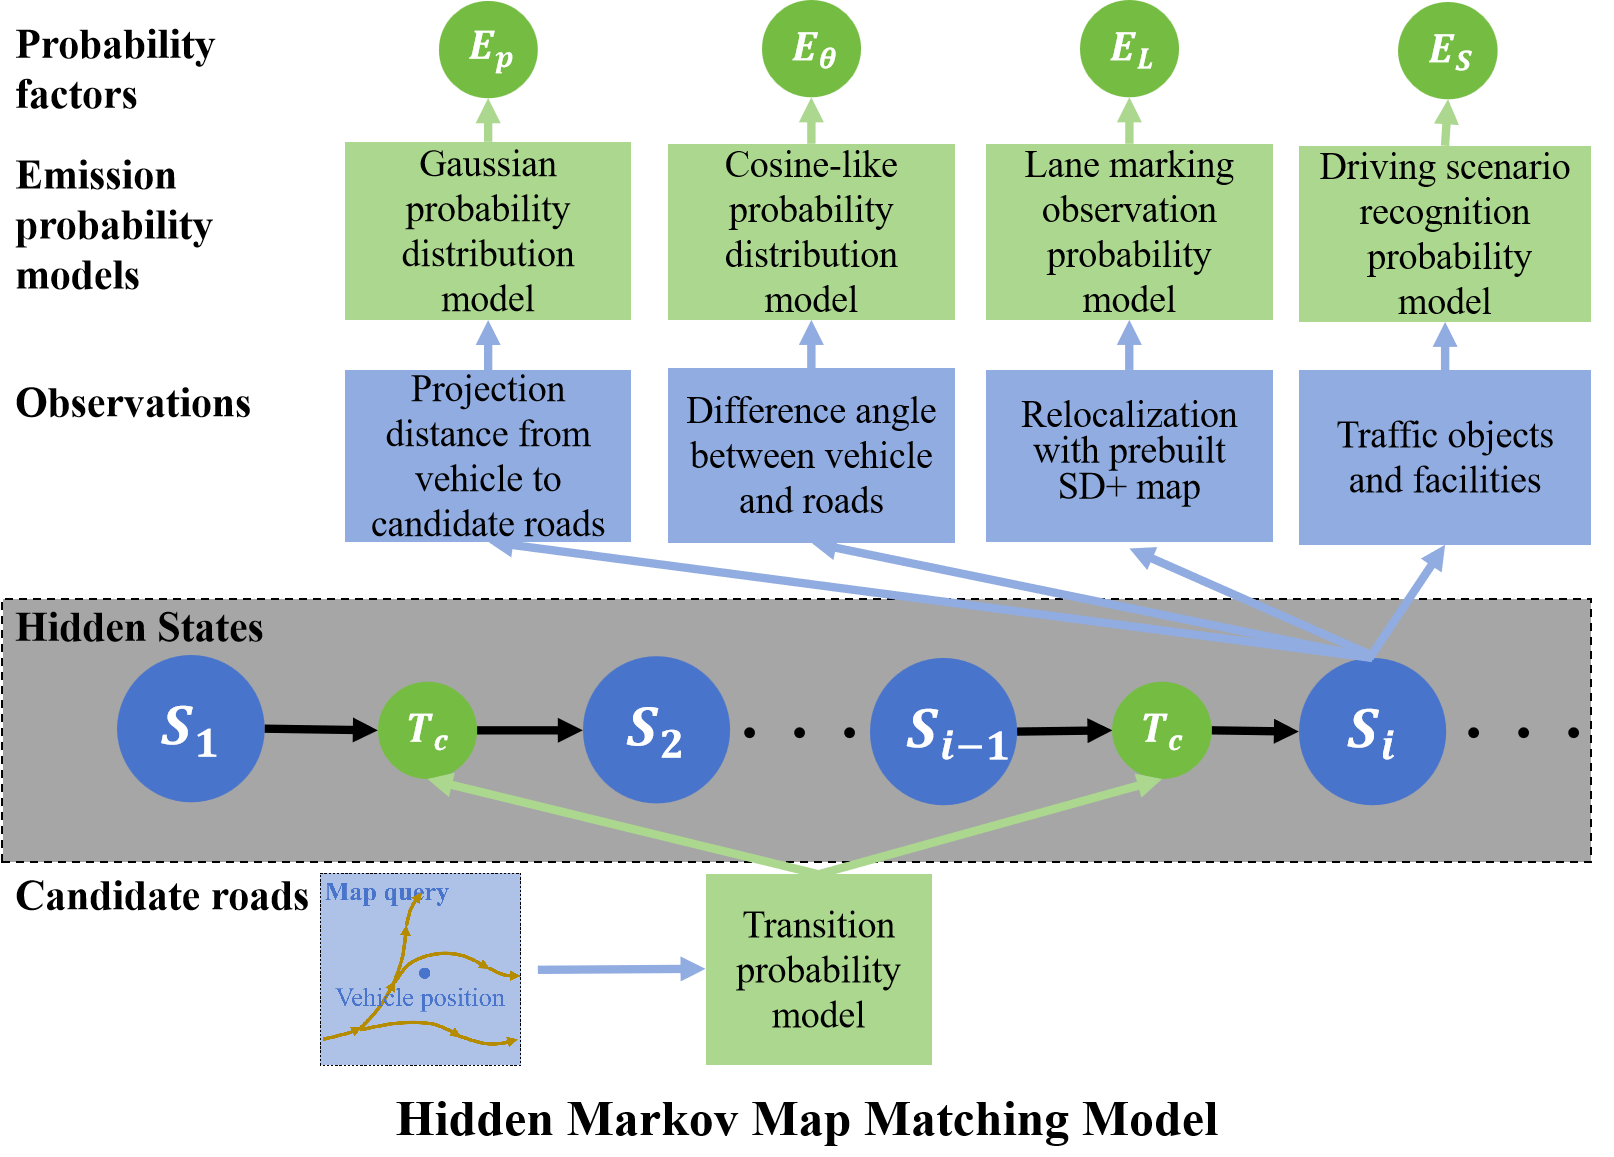 Probability
factors
E_p
E_θ
E_L
E_S
Emission
probability
models
Gaussian
probability
distribution
model
Cosine-like
probability
distribution
model
Lane marking
observation
probability
model
Driving scenario
recognition
probability
model
Observations
Projection
distance from
vehicle to
candidate roads
Difference angle
between vehicle
and roads
Relocalization
with prebuilt
SD+ map
Traffic objects
and facilities
Hidden States
S_1
T_c
S_2
. . .
S_{i-1}
T_c
S_i
. . .
Candidate roads
Map query
Vehicle position
Transition
probability
model
Hidden Markov Map Matching Model